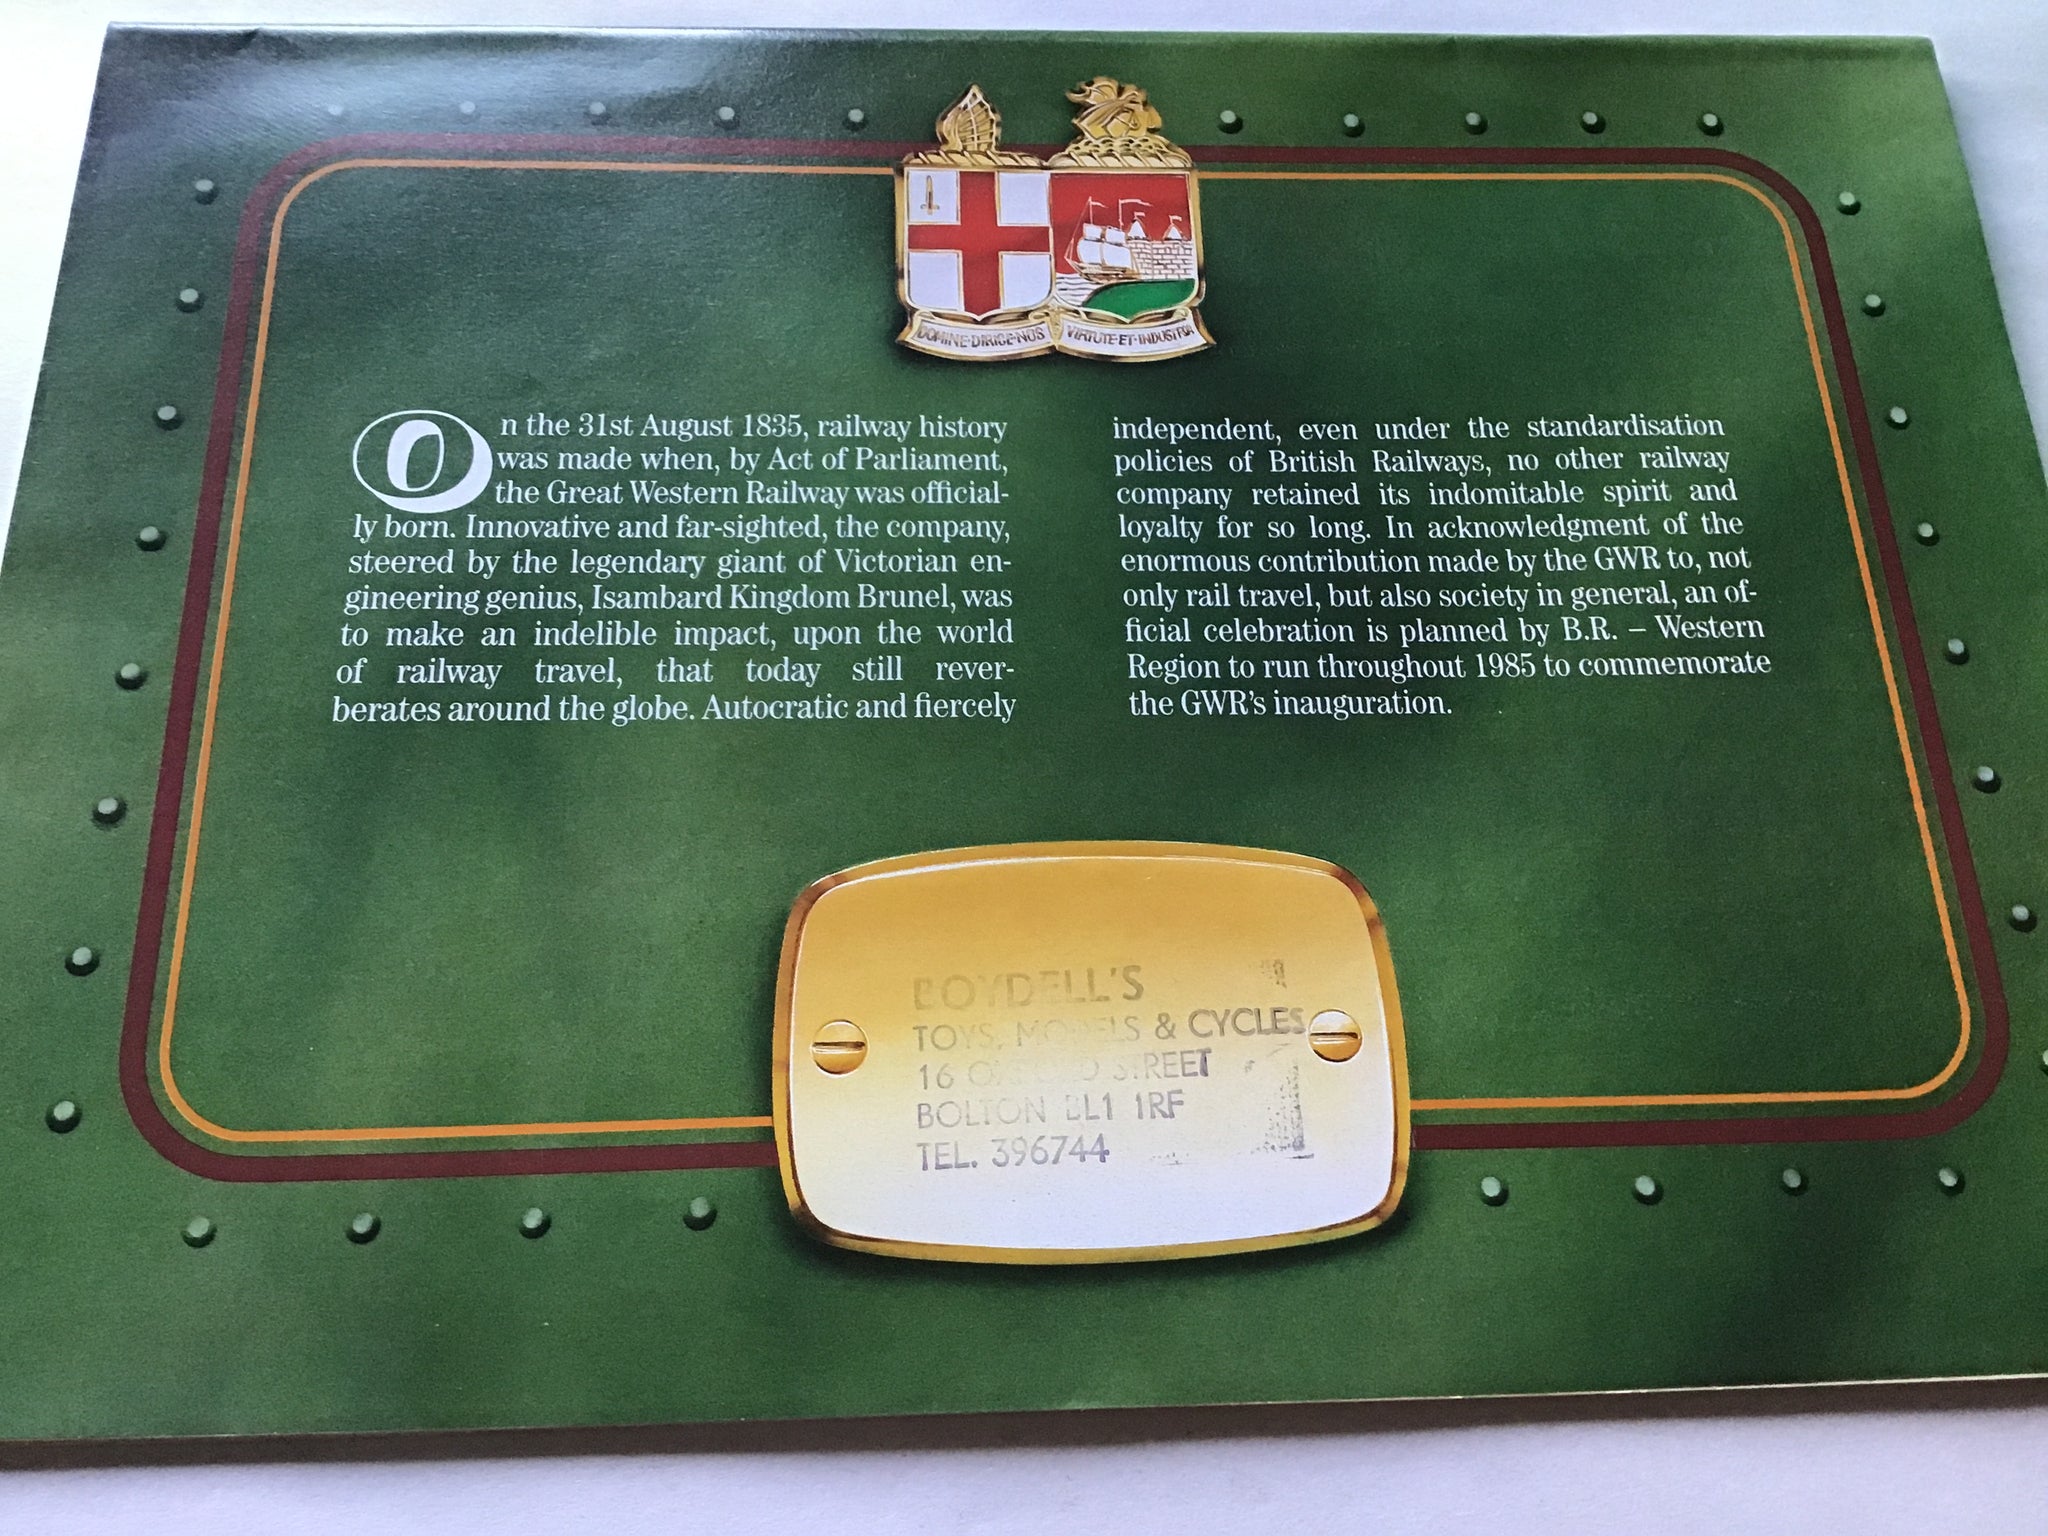 DOMINE·DIRIGE·NOS VIRTUTE·ET·INDUSTRIA
On the 31st August 1835, railway history
was made when, by Act of Parliament,
the Great Western Railway was official-
ly born. Innovative and far-sighted, the company,
steered by the legendary giant of Victorian en-
gineering genius, Isambard Kingdom Brunel, was
to make an indelible impact, upon the world
of railway travel, that today still rever-
berates around the globe. Autocratic and fiercely
independent, even under the standardisation
policies of British Railways, no other railway
company retained its indomitable spirit and
loyalty for so long. In acknowledgment of the
enormous contribution made by the GWR to, not
only rail travel, but also society in general, an of-
ficial celebration is planned by B.R. – Western
Region to run throughout 1985 to commemorate
the GWR's inauguration.
BOYDELL'S
TOYS, MODELS & CYCLES
16 STREET
BOLTON BL1 1RF
TEL. 396744